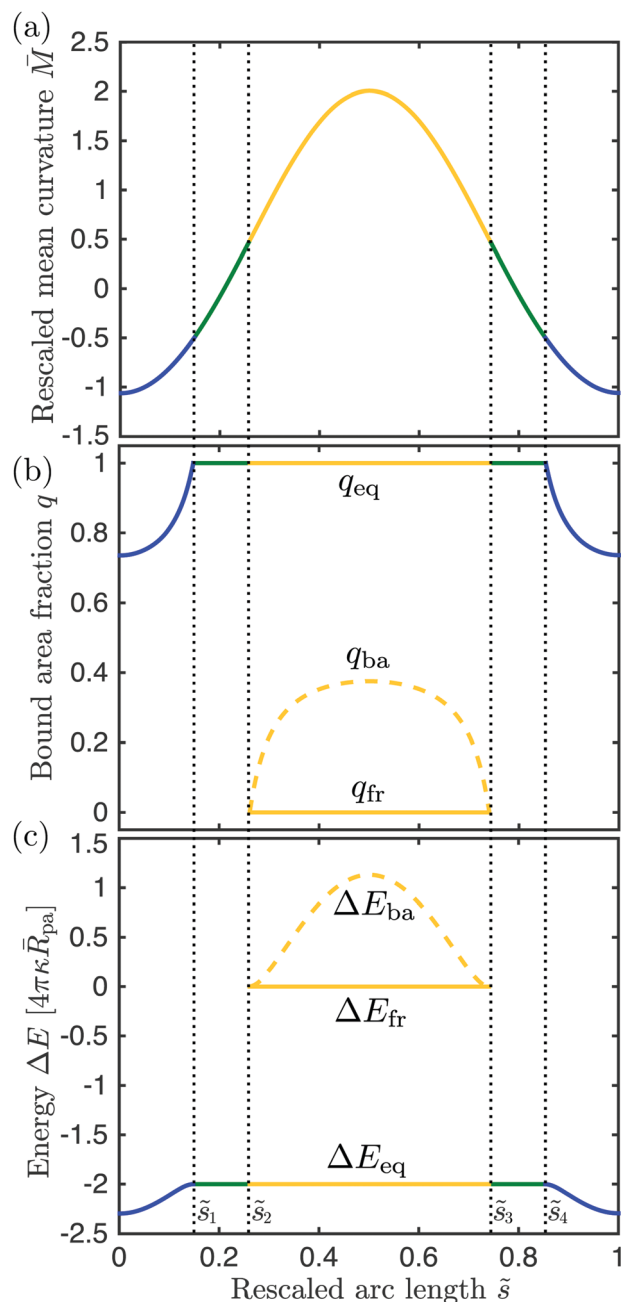 (a)
Rescaled mean curvature M̄
2.5
2
1.5
1
0.5
0
-0.5
-1
-1.5
(b)
Bound area fraction q
1
0.8
0.6
0.4
0.2
0
q_eq
q_ba
q_fr
(c)
Energy ΔE [4πκR̄_pa]
1.5
1
0.5
0
-0.5
-1
-1.5
-2
-2.5
ΔE_ba
ΔE_fr
ΔE_eq
s̃_1 s̃_2 s̃_3 s̃_4
0 0.2 0.4 0.6 0.8 1
Rescaled arc length s̃